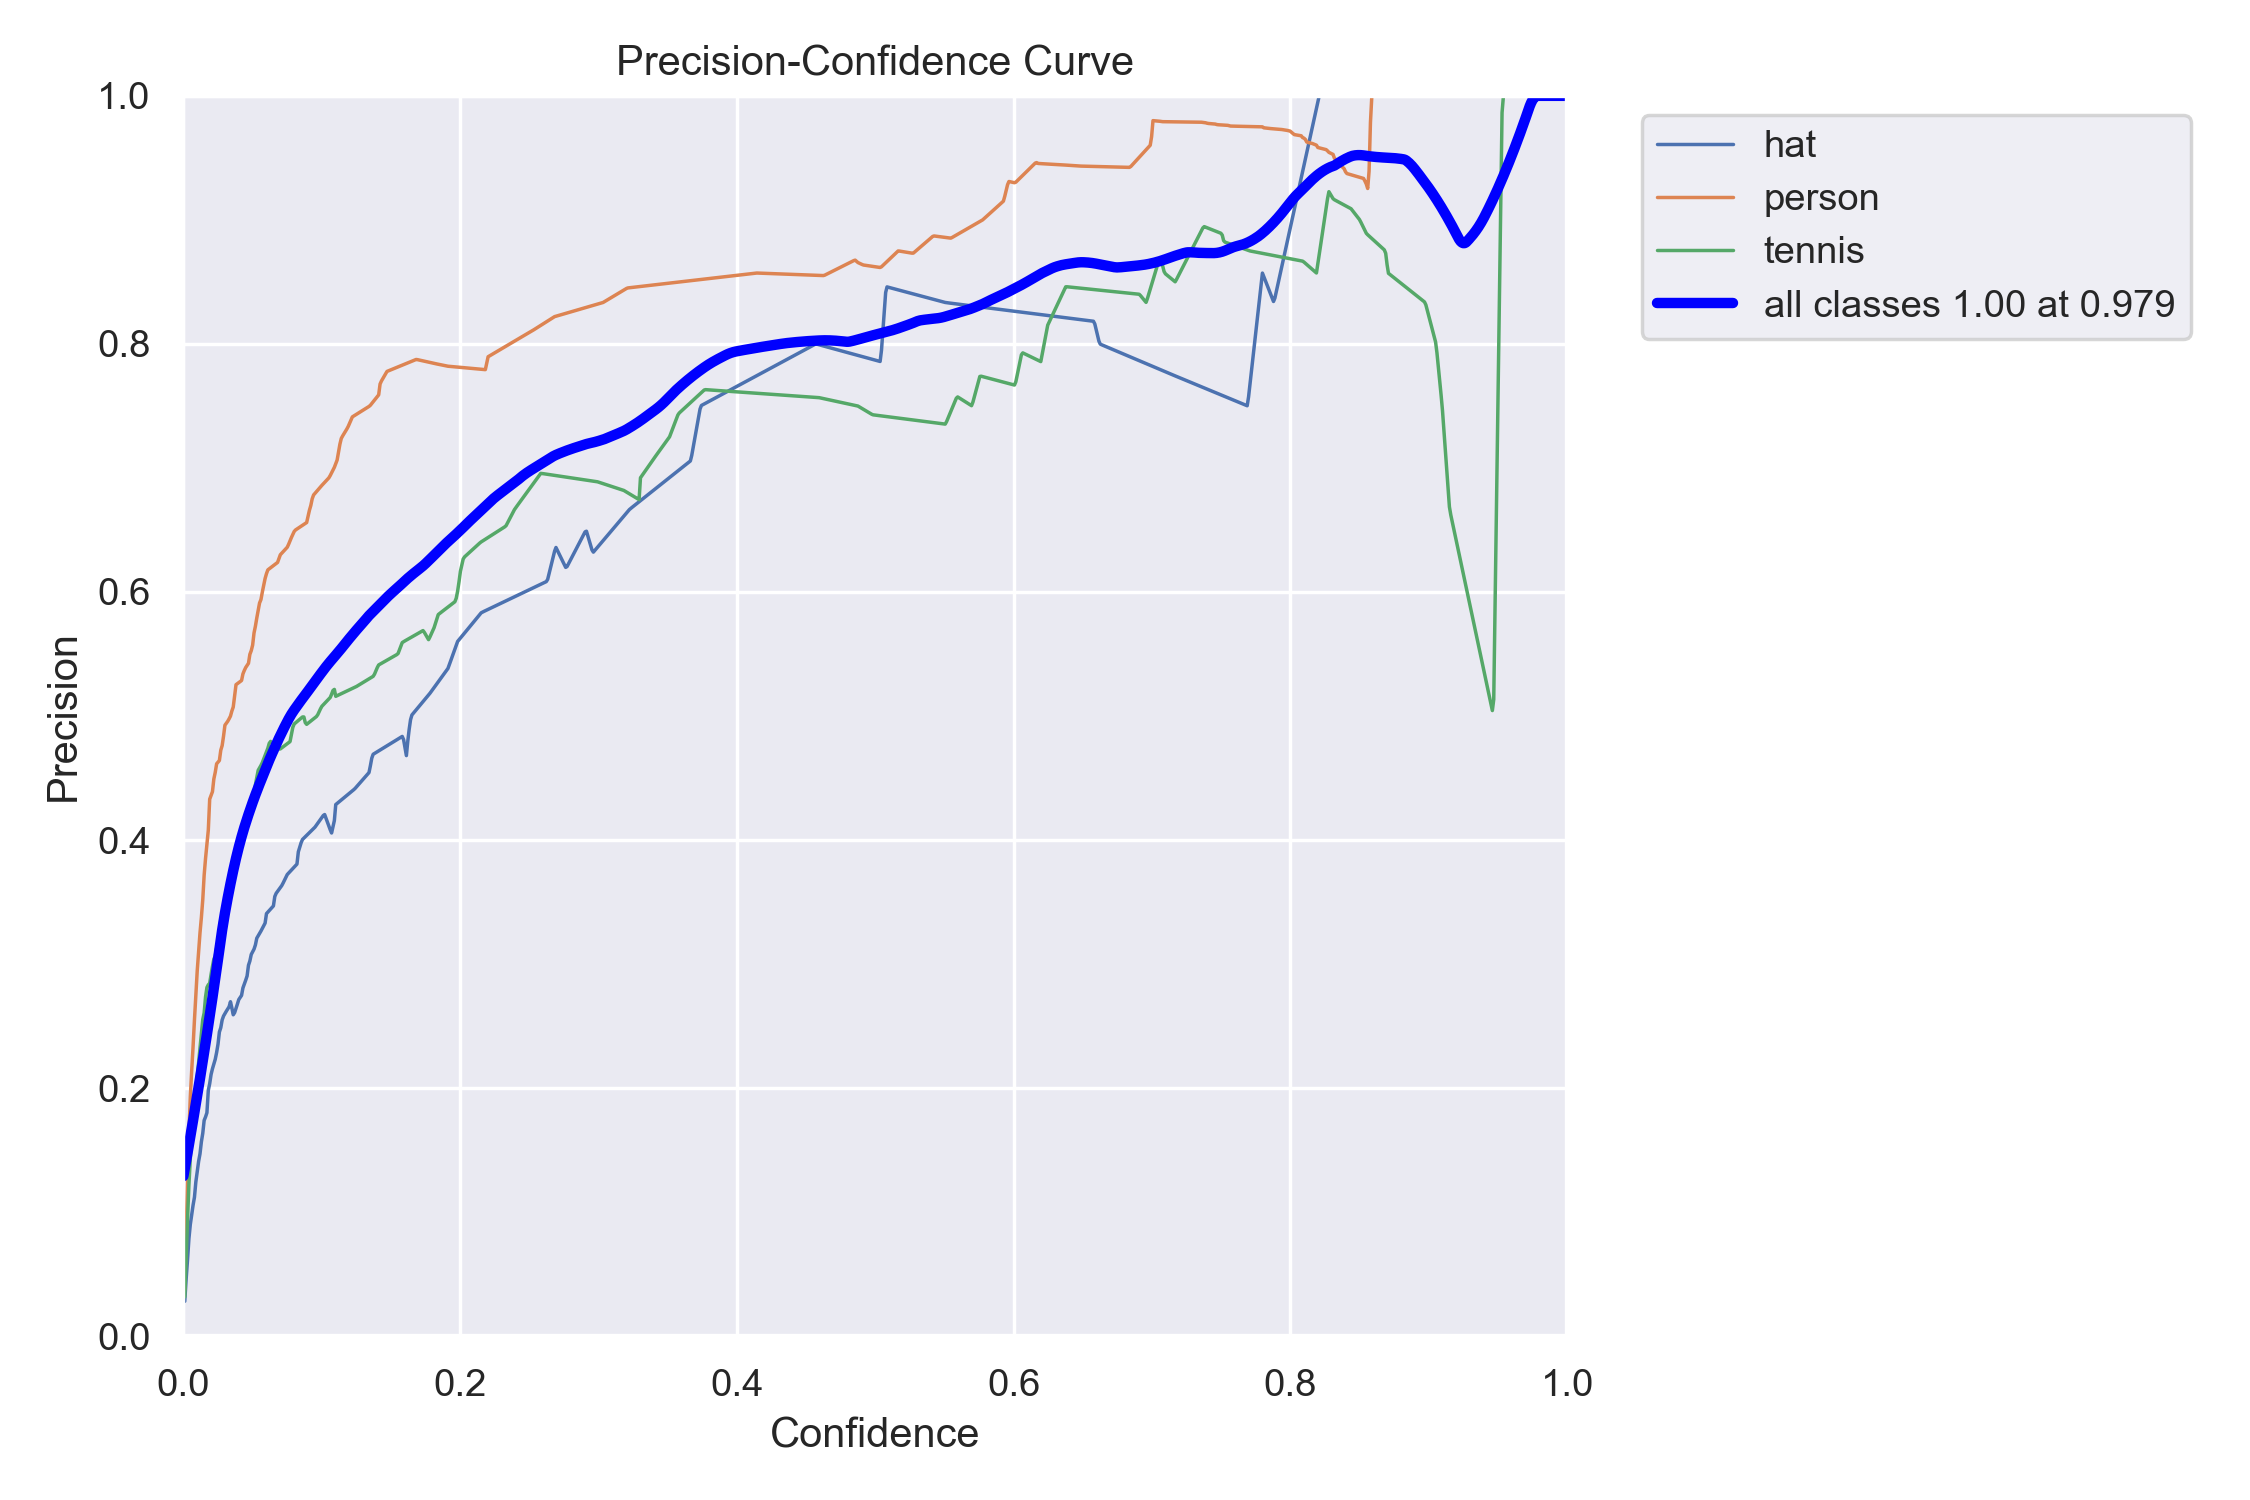 Precision-Confidence Curve
1.0
0.8
0.6
0.4
0.2
0.0
Precision
0.0 0.2 0.4 0.6 0.8 1.0
Confidence
hat
person
tennis
all classes 1.00 at 0.979